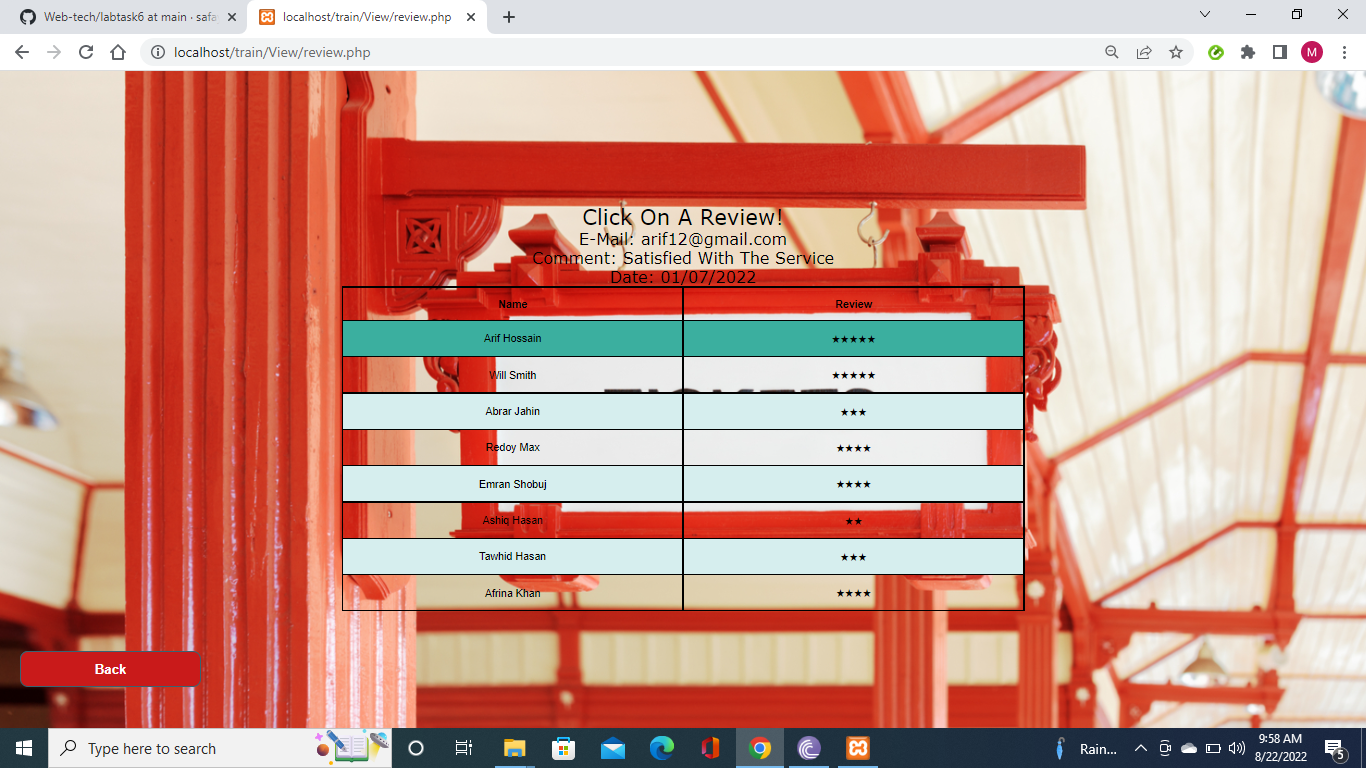 Web-tech/labtask6 at main · safa
localhost/train/View/review.php
localhost/train/View/review.php
M
Click On A Review!
E-Mail: arif12@gmail.com
Comment: Satisfied With The Service
Date: 01/07/2022
Name Review
Arif Hossain ★★★★★
Will Smith ★★★★★
Abrar Jahin ★★★
Redoy Max ★★★★
Emran Shobuj ★★★★
Ashiq Hasan ★★
Tawhid Hasan ★★★
Afrina Khan ★★★★
Back
Type here to search
Rain...
9:58 AM
8/22/2022
5